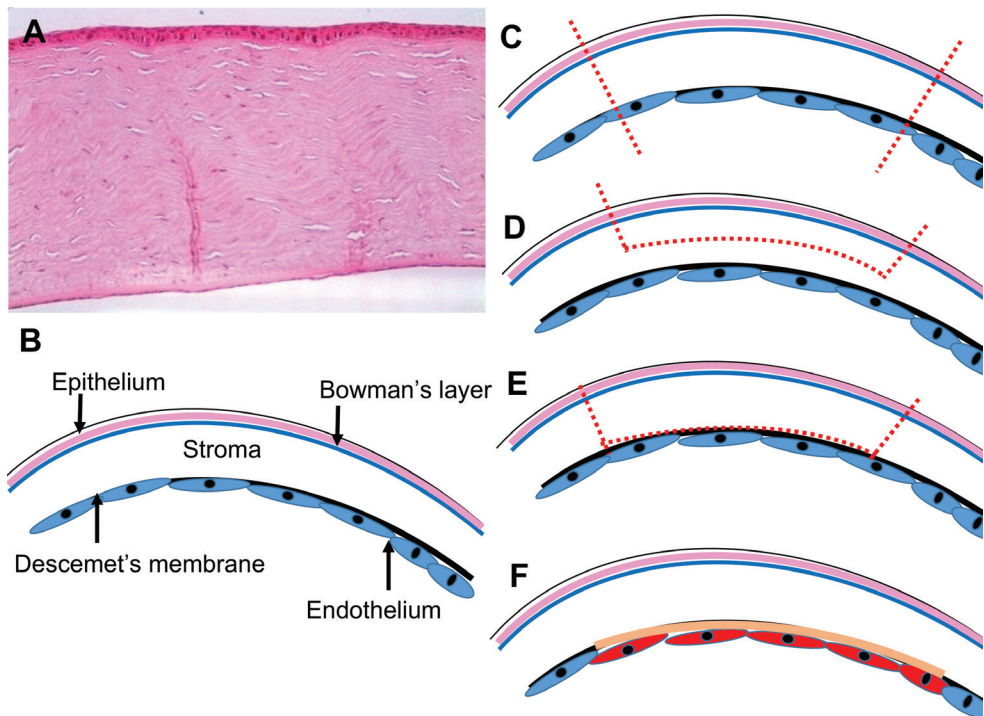 A
B
Epithelium
Bowman's layer
Stroma
Descemet's membrane
Endothelium
C
D
E
F